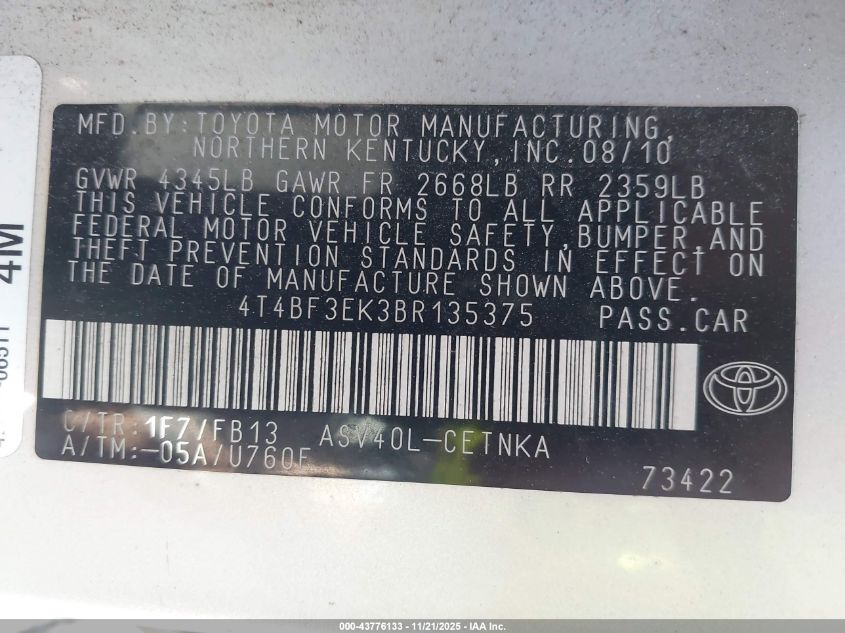 MFD.BY:TOYOTA MOTOR MANUFACTURING,
NORTHERN KENTUCKY,INC.08/10
GVWR 4345LB GAWR FR 2668LB RR 2359LB
THIS VEHICLE CONFORMS TO ALL APPLICABLE
FEDERAL MOTOR VEHICLE SAFETY,BUMPER,AND
THEFT PREVENTION STANDARDS IN EFFECT ON
THE DATE OF MANUFACTURE SHOWN ABOVE.
4T4BF3EK3BR135375 PASS.CAR
C/TR:1F7/FB13 ASV40L-CETNKA
A/TM:-05A/U760E
73422
4M
000-43776133 - 11/21/2025 - IAA Inc.